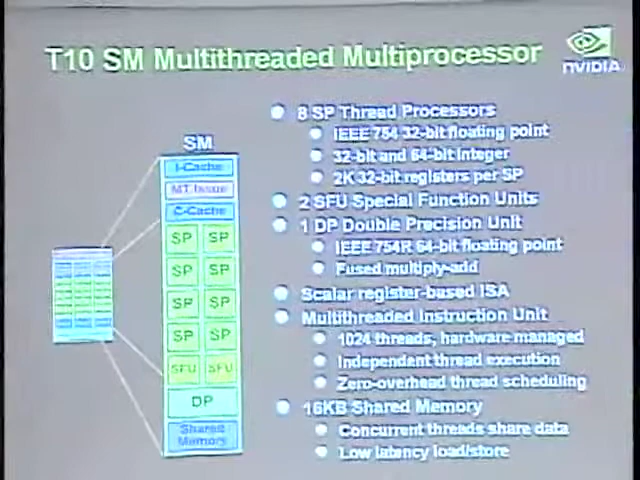 T10 SM Multithreaded Multiprocessor
NVIDIA
8 SP Thread Processors
IEEE 754 32-bit floating point
32-bit and 64-bit integer
2K 32-bit registers per SP
2 SFU Special Function Units
1 DP Double Precision Unit
IEEE 754R 64-bit floating point
Fused multiply-add
Scalar register-based ISA
Multithreaded Instruction Unit
1024 threads, hardware managed
Independent thread execution
Zero-overhead thread scheduling
16KB Shared Memory
Concurrent threads share data
Low latency load/store
SM
I-Cache
MT Issue
C-Cache
SP SP
SP SP
SP SP
SP SP
SFU SFU
DP
Shared
Memory